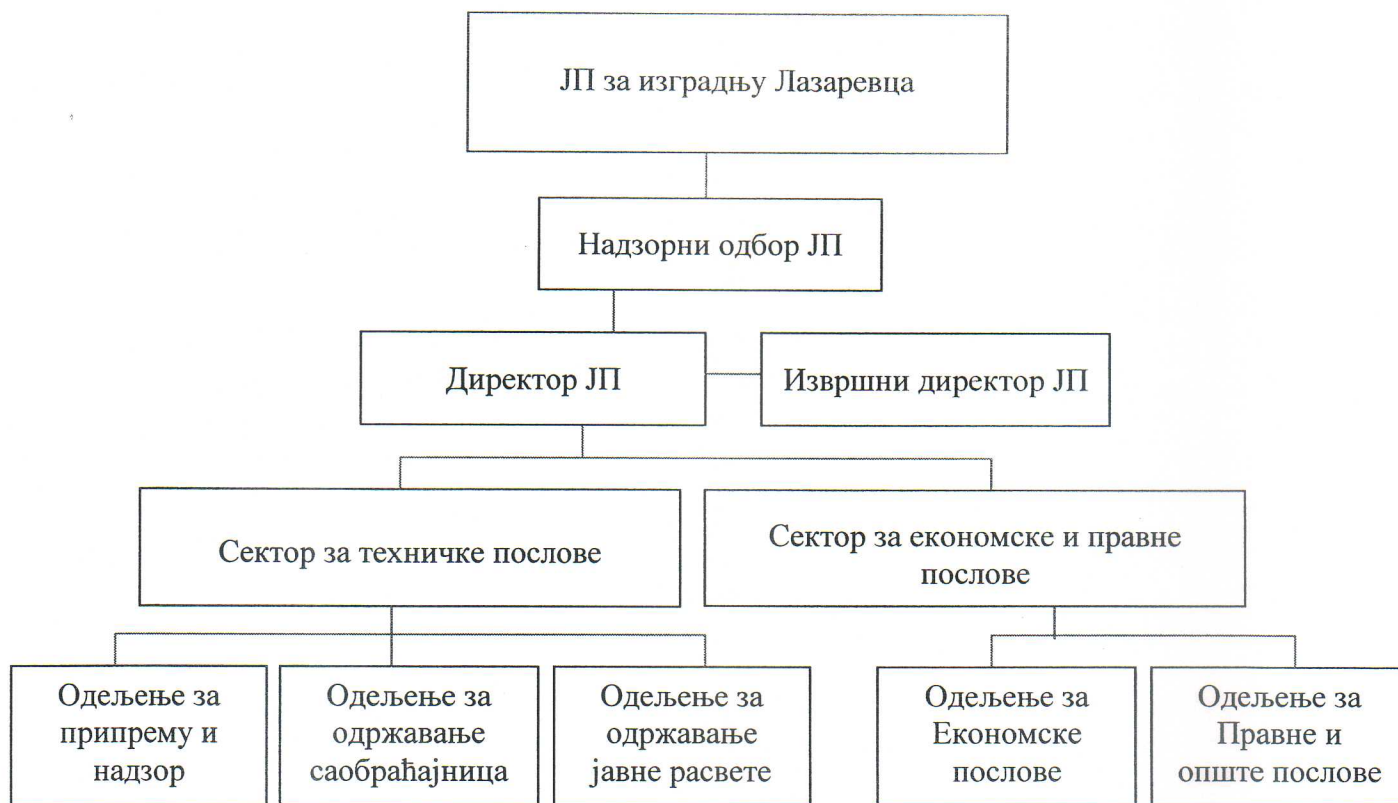 ЈП за изградњу Лазаревца
Надзорни одбор ЈП
Директор ЈП
Извршни директор ЈП
Сектор за техничке послове
Сектор за економске и правне
послове
Одељење за
припрему и
надзор
Одељење за
одржавање
саобраћајница
Одељење за
одржавање
јавне расвете
Одељење за
Економске
послове
Одељење за
Правне и
опште послове